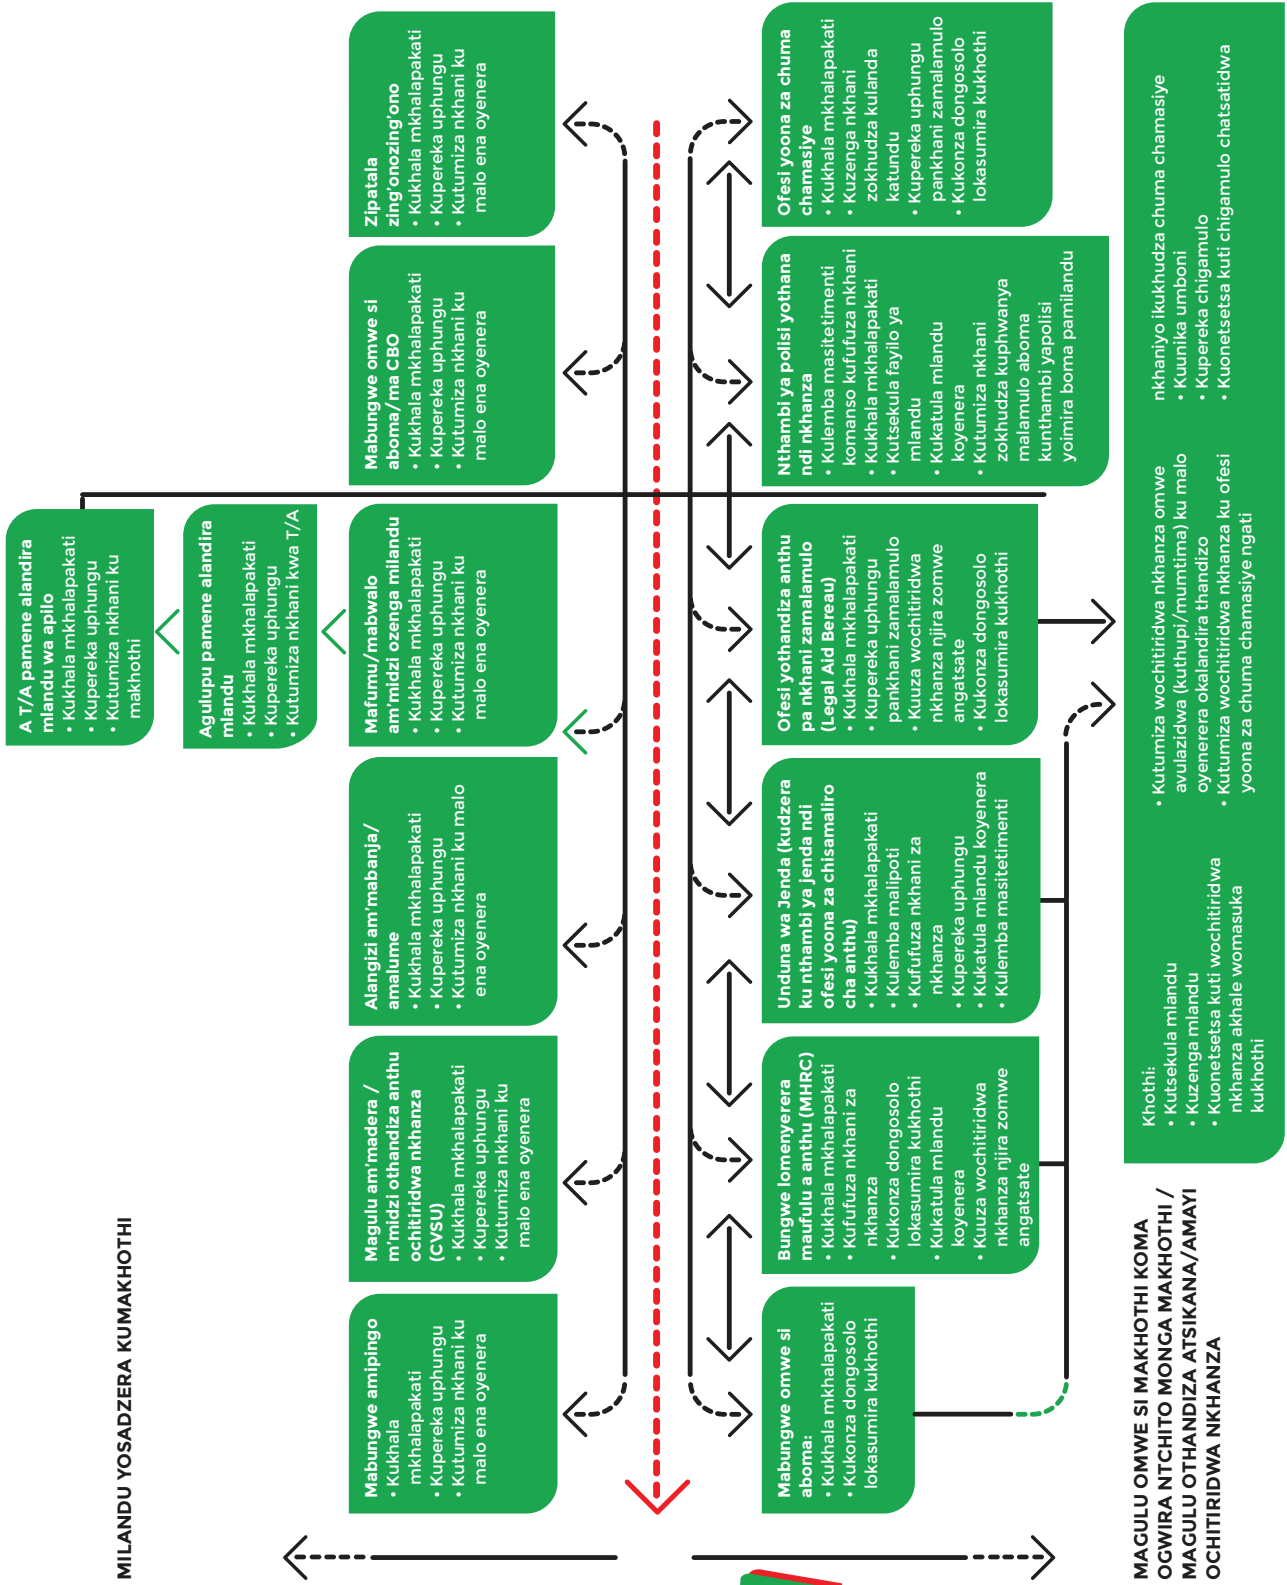 MILANDU YOSADZERA KUMAKHOTHI
A T/A pamene alandira
mlandu wa apilo
• Kukhala mkhalapakati
• Kupereka uphungu
• Kutumiza nkhani ku
makhothi
Agulupu pamene alandira
mlandu
• Kukhala mkhalapakati
• Kupereka uphungu
• Kutumiza nkhani kwa T/A
Mabungwe amipingo
• Kukhala
mkhalapakati
• Kupereka uphungu
• Kutumiza nkhani ku
malo ena oyenera
Magulu am'madera /
m'midzi othandiza anthu
ochitiridwa nkhanza
(CVSU)
• Kukhala mkhalapakati
• Kupereka uphungu
• Kutumiza nkhani ku
malo ena oyenera
Alangizi am'mabanja/
amalume
• Kukhala mkhalapakati
• Kupereka uphungu
• Kutumiza nkhani ku malo
ena oyenera
Mafumu/mabwalo
am'midzi ozenga milandu
• Kukhala mkhalapakati
• Kupereka uphungu
• Kutumiza nkhani ku
malo ena oyenera
Mabungwe omwe si
aboma/ma CBO
• Kukhala mkhalapakati
• Kupereka uphungu
• Kutumiza nkhani ku
malo ena oyenera
Zipatala
zing'onozing'ono
• Kukhala mkhalapakati
• Kupereka uphungu
• Kutumiza nkhani ku
malo ena oyenera
Mabungwe omwe si
aboma:
• Kukhala mkhalapakati
• Kukonza dongosolo
lokasumira kukhothi
Bungwe lomenyerera
maufulu a anthu (MHRC)
• Kukhala mkhalapakati
• Kufufuza nkhani za
nkhanza
• Kukonza dongosolo
lokasumira kukhothi
• Kukatula mlandu
koyenera
• Kuuza wochitiridwa
nkhanza njira zomwe
angatsate
Unduna wa Jenda (kudzera
ku nthambi ya jenda ndi
ofesi yoona za chisamaliro
cha anthu)
• Kukhala mkhalapakati
• Kulemba malipoti
• Kufufuza nkhani za
nkhanza
• Kupereka uphungu
• Kukatula mlandu koyenera
• Kulemba masitetimenti
Ofesi yothandiza anthu
pa nkhani zamalamulo
(Legal Aid Bereau)
• Kukhala mkhalapakati
• Kupereka uphungu
pankhani zamalamulo
• Kuuza wochitiridwa
nkhanza njira zomwe
angatsate
• Kukonza dongosolo
lokasumira kukhothi
Nthambi ya polisi yothana
ndi nkhanza
• Kulemba masitetimenti
komanso kufufuza nkhani
• Kukhala mkhalapakati
• Kutsekula fayilo ya
mlandu
• Kukatula mlandu
koyenera
• Kutumiza nkhani
zokhudza kuphwanya
malamulo aboma
kunthambi yapolisi
yoimira boma pamilandu
Ofesi yoona za chuma
chamasiye
• Kukhala mkhalapakati
• Kuzenga nkhani
zokhudza kulanda
katundu
• Kupereka uphungu
pankhani zamalamulo
• Kukonza dongosolo
lokasumira kukhothi
MAGULU OMWE SI MAKHOTHI KOMA
OGWIRA NTCHITO MONGA MAKHOTHI /
MAGULU OTHANDIZA ATSIKANA/AMAYI
OCHITIRIDWA NKHANZA
Khothi:
• Kutsekula mlandu
• Kuzenga mlandu
• Kuonetsetsa kuti wochitiridwa
nkhanza akhale womasuka
kukhothi
• Kutumiza wochitiridwa nkhanza omwe
avulazidwa (kuthupi/mumtima) ku malo
oyenerera okalandira thandizo
• Kutumiza wochitiridwa nkhanza ku ofesi
yoona za chuma chamasiye ngati
nkhaniyo ikukhudza chuma chamasiye
• Kuunika umboni
• Kupereka chigamulo
• Kuonetsetsa kuti chigamulo chatsatidwa